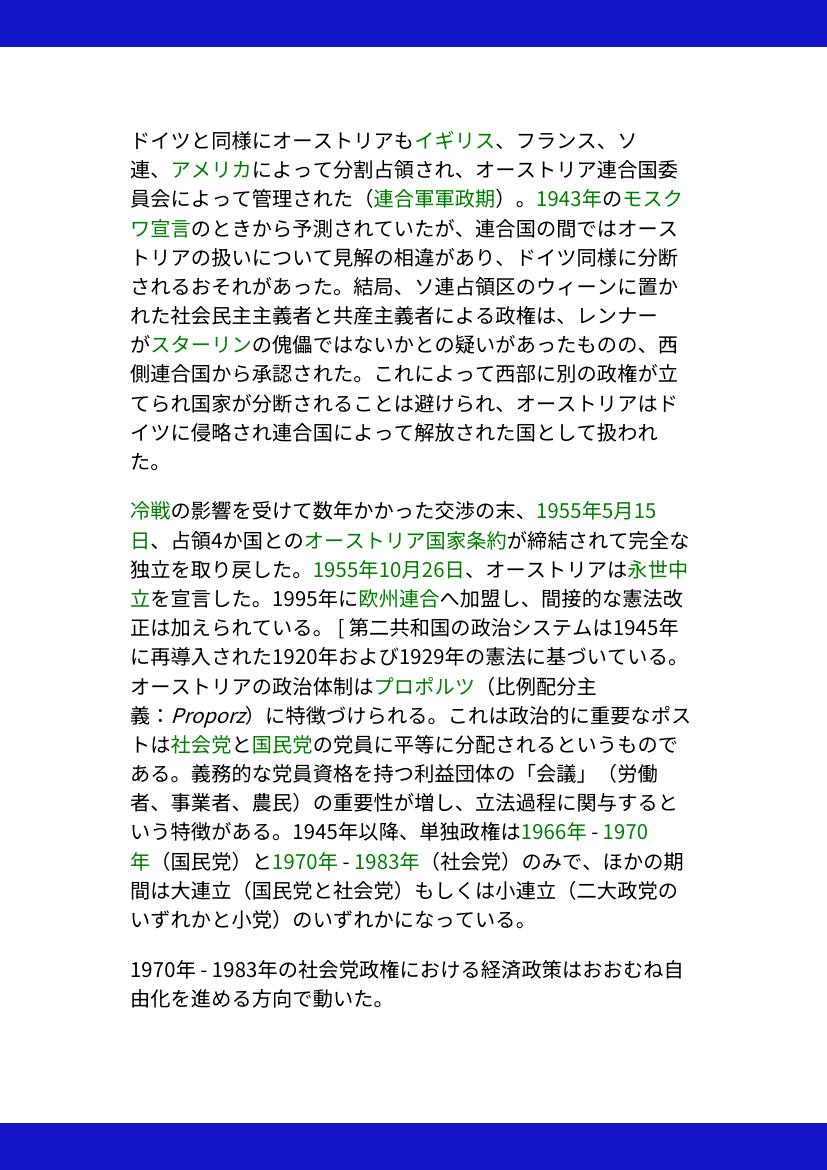 ドイツと同様にオーストリアもイギリス、フランス、ソ
連、アメリカによって分割占領され、オーストリア連合国委
員会によって管理された（連合軍軍政期）。1943年のモスク
ワ宣言のときから予測されていたが、連合国の間ではオース
トリアの扱いについて見解の相違があり、ドイツ同様に分断
されるおそれがあった。結局、ソ連占領区のウィーンに置か
れた社会民主主義者と共産主義者による政権は、レンナー
がスターリンの傀儡ではないかとの疑いがあったものの、西
側連合国から承認された。これによって西部に別の政権が立
てられ国家が分断されることは避けられ、オーストリアはド
イツに侵略され連合国によって解放された国として扱われ
た。
冷戦の影響を受けて数年かかった交渉の末、1955年5月15
日、占領4か国とのオーストリア国家条約が締結されて完全な
独立を取り戻した。1955年10月26日、オーストリアは永世中
立を宣言した。1995年に欧州連合へ加盟し、間接的な憲法改
正は加えられている。 [ 第二共和国の政治システムは1945年
に再導入された1920年および1929年の憲法に基づいている。
オーストリアの政治体制はプロポルツ（比例配分主
義：Proporz）に特徴づけられる。これは政治的に重要なポス
トは社会党と国民党の党員に平等に分配されるというもので
ある。義務的な党員資格を持つ利益団体の「会議」（労働
者、事業者、農民）の重要性が増し、立法過程に関与すると
いう特徴がある。1945年以降、単独政権は1966年 - 1970
年（国民党）と1970年 - 1983年（社会党）のみで、ほかの期
間は大連立（国民党と社会党）もしくは小連立（二大政党の
いずれかと小党）のいずれかになっている。
1970年 - 1983年の社会党政権における経済政策はおおむね自
由化を進める方向で動いた。